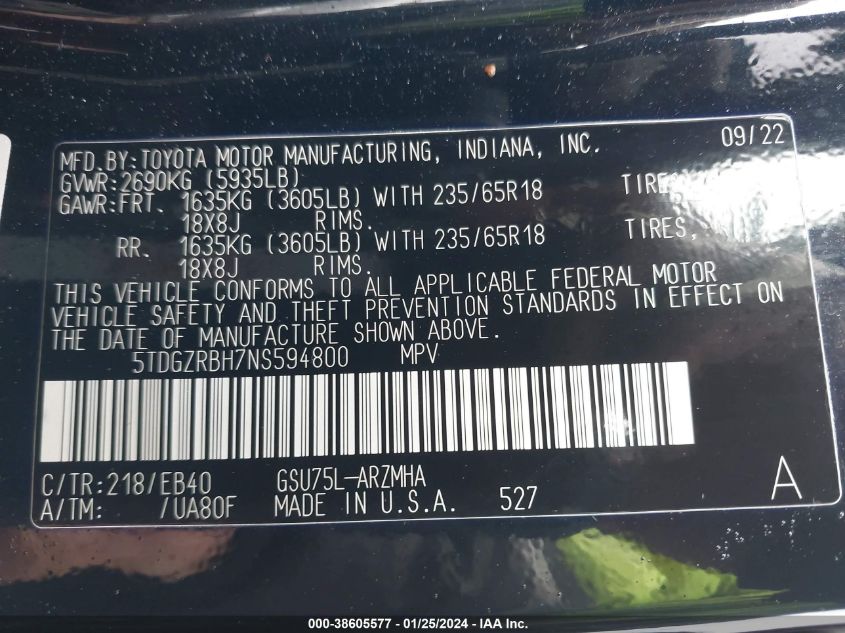 MFD.BY:TOYOTA MOTOR MANUFACTURING, INDIANA, INC. 09/22
GVWR:2690KG (5935LB)
GAWR:FRT. 1635KG (3605LB) WITH 235/65R18 TIRES,
18X8J RIMS.
RR. 1635KG (3605LB) WITH 235/65R18 TIRES,
18X8J RIMS.
THIS VEHICLE CONFORMS TO ALL APPLICABLE FEDERAL MOTOR
VEHICLE SAFETY AND THEFT PREVENTION STANDARDS IN EFFECT ON
THE DATE OF MANUFACTURE SHOWN ABOVE.
5TDGZRBH7NS594800 MPV
C/TR:218/EB40 GSU75L-ARZMHA
A/TM: /UA80F MADE IN U.S.A. 527 A
000-38605577 - 01/25/2024 - IAA Inc.